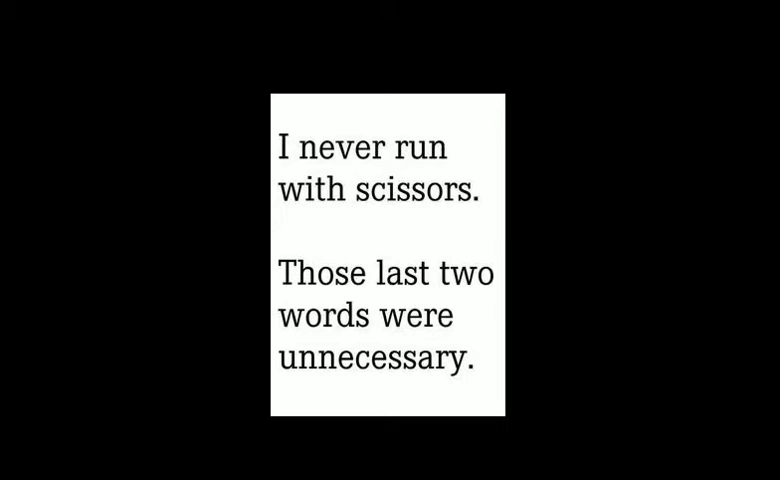 I never run
with scissors.
Those last two
words were
unnecessary.